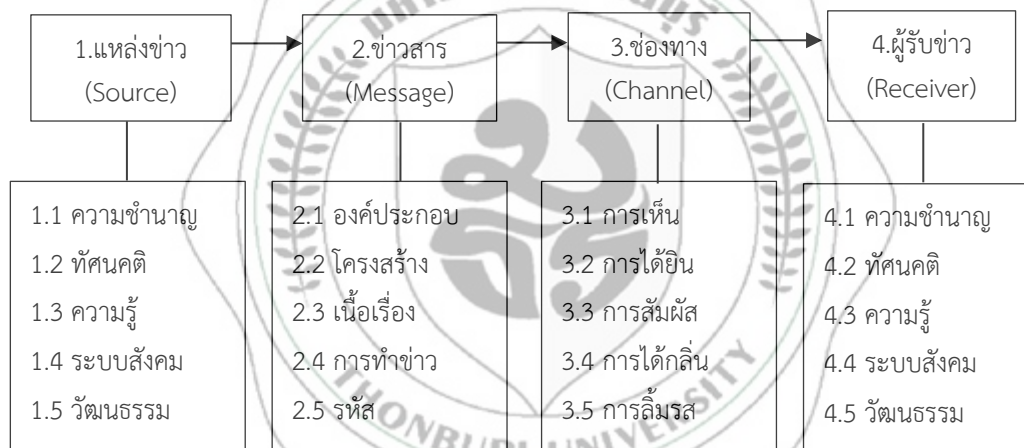 1.แหล่งข่าว
(Source)
2.ข่าวสาร
(Message)
3.ช่องทาง
(Channel)
4.ผู้รับข่าว
(Receiver)
1.1 ความชำนาญ
1.2 ทัศนคติ
1.3 ความรู้
1.4 ระบบสังคม
1.5 วัฒนธรรม
2.1 องค์ประกอบ
2.2 โครงสร้าง
2.3 เนื้อเรื่อง
2.4 การทำข่าว
2.5 รหัส
3.1 การเห็น
3.2 การได้ยิน
3.3 การสัมผัส
3.4 การได้กลิ่น
3.5 การลิ้มรส
4.1 ความชำนาญ
4.2 ทัศนคติ
4.3 ความรู้
4.4 ระบบสังคม
4.5 วัฒนธรรม
THONBURI UNIVERSITY